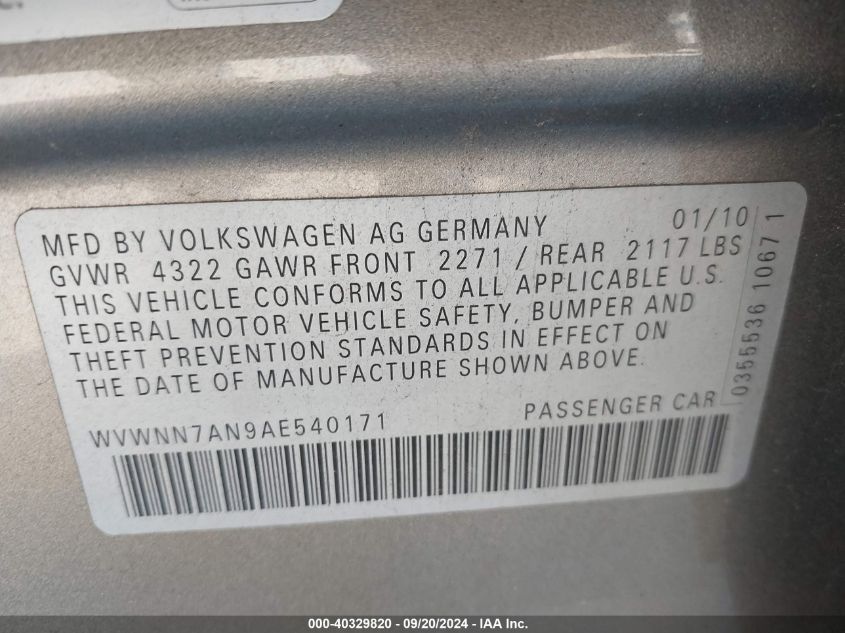 MFD BY VOLKSWAGEN AG GERMANY 01/10
GVWR 4322 GAWR FRONT 2271 / REAR 2117 LBS
THIS VEHICLE CONFORMS TO ALL APPLICABLE U.S.
FEDERAL MOTOR VEHICLE SAFETY, BUMPER AND
THEFT PREVENTION STANDARDS IN EFFECT ON
THE DATE OF MANUFACTURE SHOWN ABOVE.
WVWNN7AN9AE540171 PASSENGER CAR
0355536 1067 1
000-40329820 - 09/20/2024 - IAA Inc.